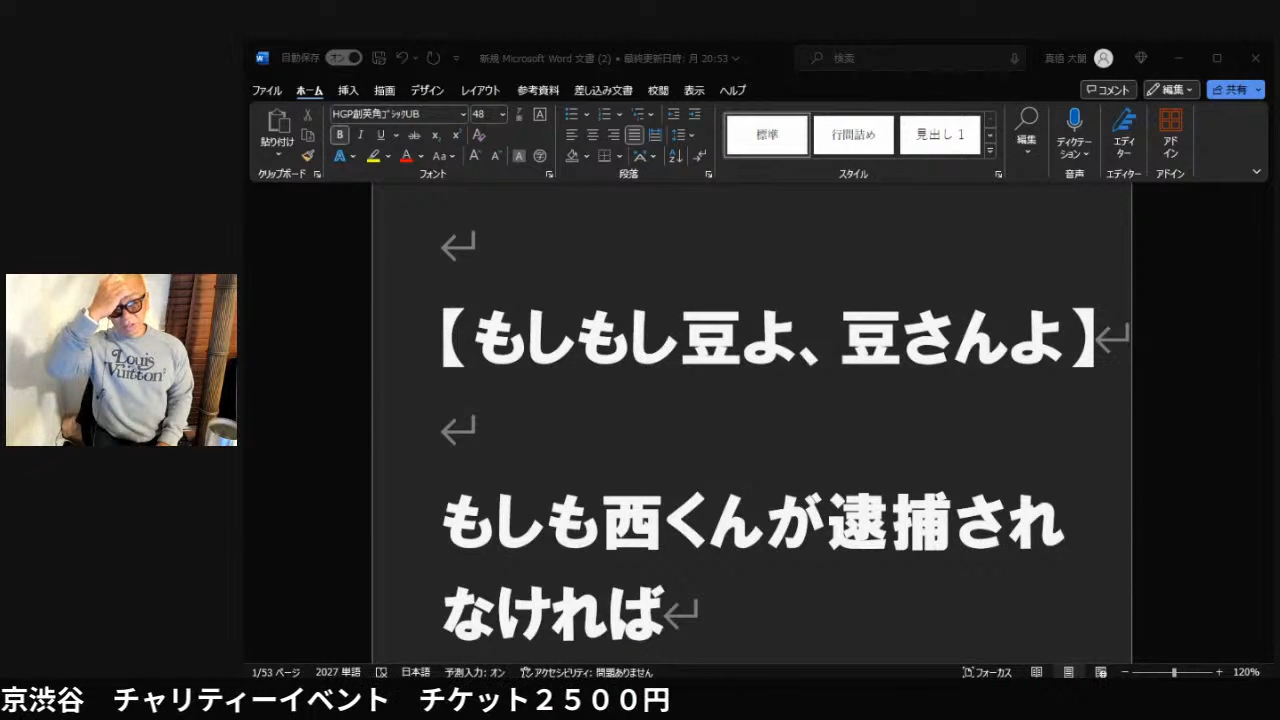 自動保存 オン 新規 Microsoft Word 文書 (2) • 最終更新日時: 月 20:53 検索 真悟 大間
ファイル ホーム 挿入 描画 デザイン レイアウト 参考資料 差し込み文書 校閲 表示 ヘルプ コメント 編集 共有
HGP創英角ｺﾞｼｯｸUB 48
貼り付け 標準 行間詰め 見出し 1 編集 ディクテーション エディター アドイン
クリップボード フォント 段落 スタイル 音声 エディター アドイン
Louis
Vuitton
【もしもし豆よ、豆さんよ】
もしも西くんが逮捕され
なければ
1/53 ページ 2027 単語 日本語 予測入力: オン アクセシビリティ: 問題ありません フォーカス 120%
京渋谷 チャリティーイベント チケット２５００円